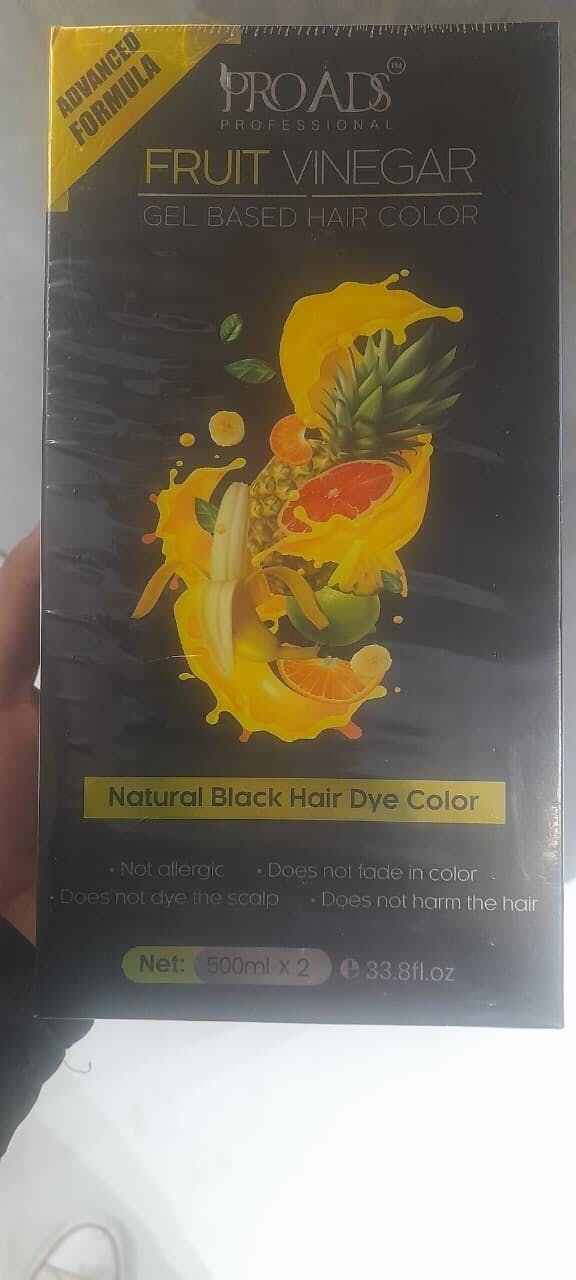 ADVANCED
FORMULA
PROADS™
PROFESSIONAL
FRUIT VINEGAR
GEL BASED HAIR COLOR
Natural Black Hair Dye Color
• Not allergic • Does not fade in color
• Does not dye the scalp • Does not harm the hair
Net: 500ml x 2 ℮ 33.8fl.oz